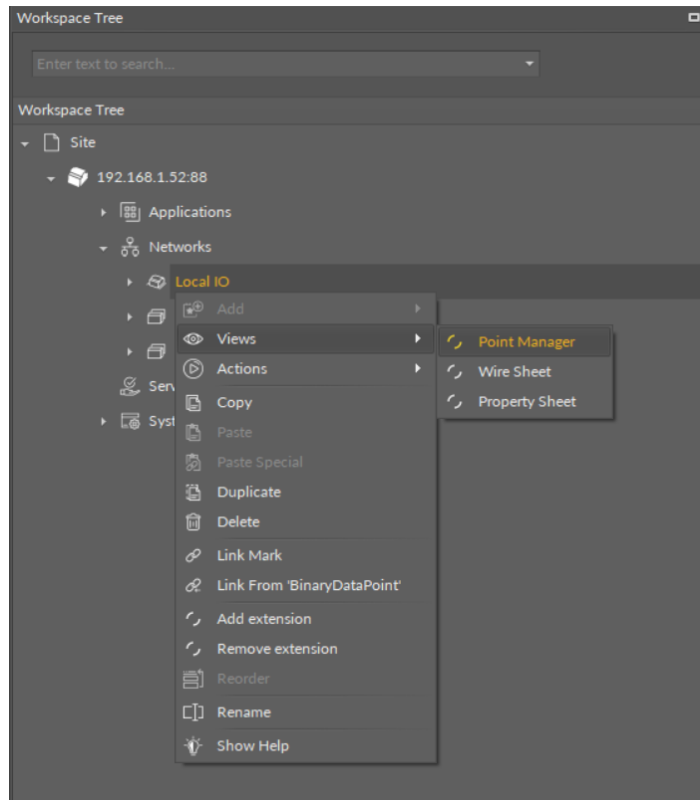 Workspace Tree
Enter text to search...
Workspace Tree
Site
192.168.1.52:88
Applications
Networks
Local IO
Add
Views
Point Manager
Actions
Wire Sheet
Serv
Copy
Property Sheet
Syst
Paste
Paste Special
Duplicate
Delete
Link Mark
Link From 'BinaryDataPoint'
Add extension
Remove extension
Reorder
Rename
Show Help